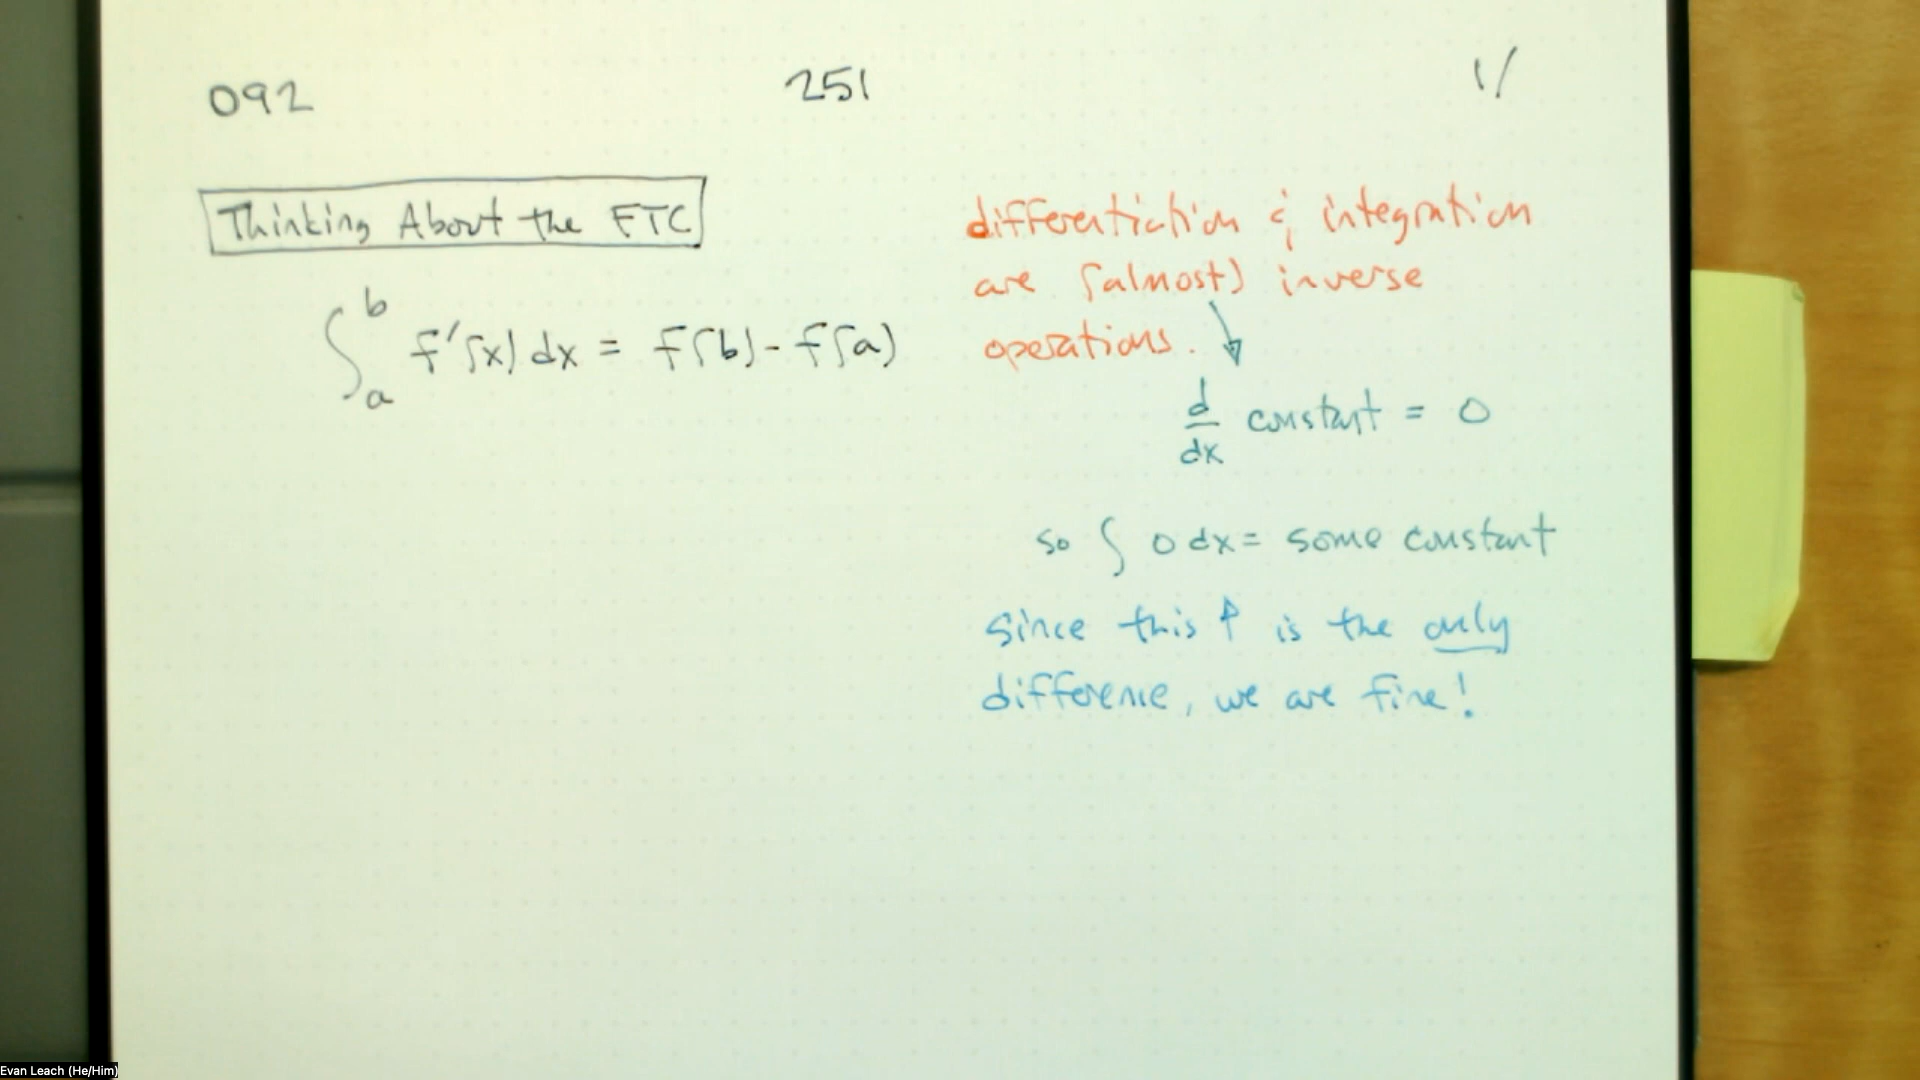 092 251 1/
Thinking About the FTC
∫_a^b f'(x) dx = f(b) - f(a)
differentiation & integration
are (almost) inverse
operations.
d/dx constant = 0
so ∫ 0 dx = some constant
since this ↑ is the only
difference, we are fine!
Evan Leach (He/Him)